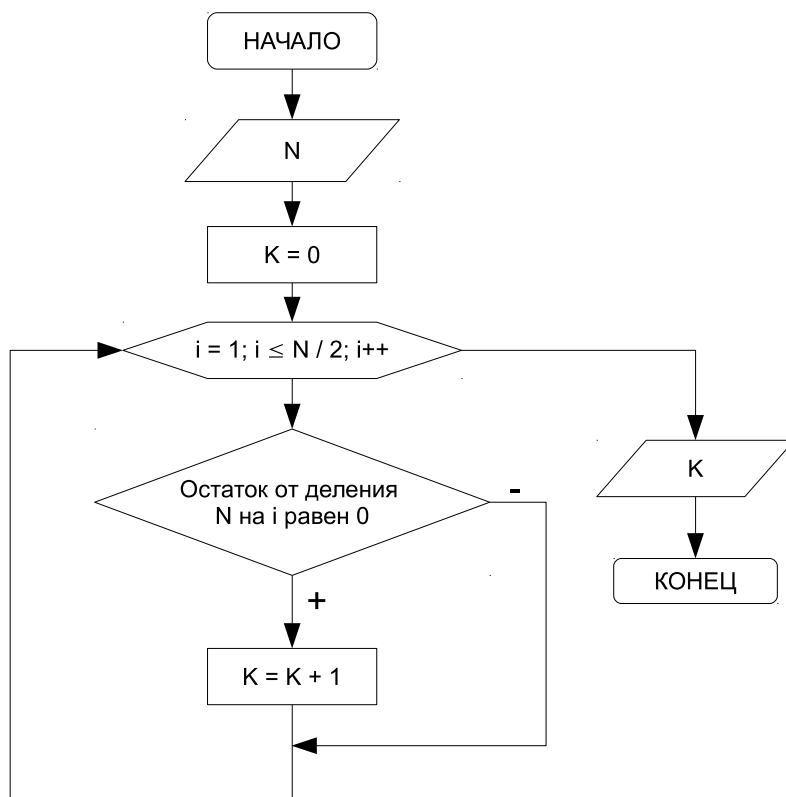 НАЧАЛО
N
K = 0
i = 1; i ≤ N / 2; i++
Остаток от деления
N на i равен 0
-
+
K = K + 1
K
КОНЕЦ